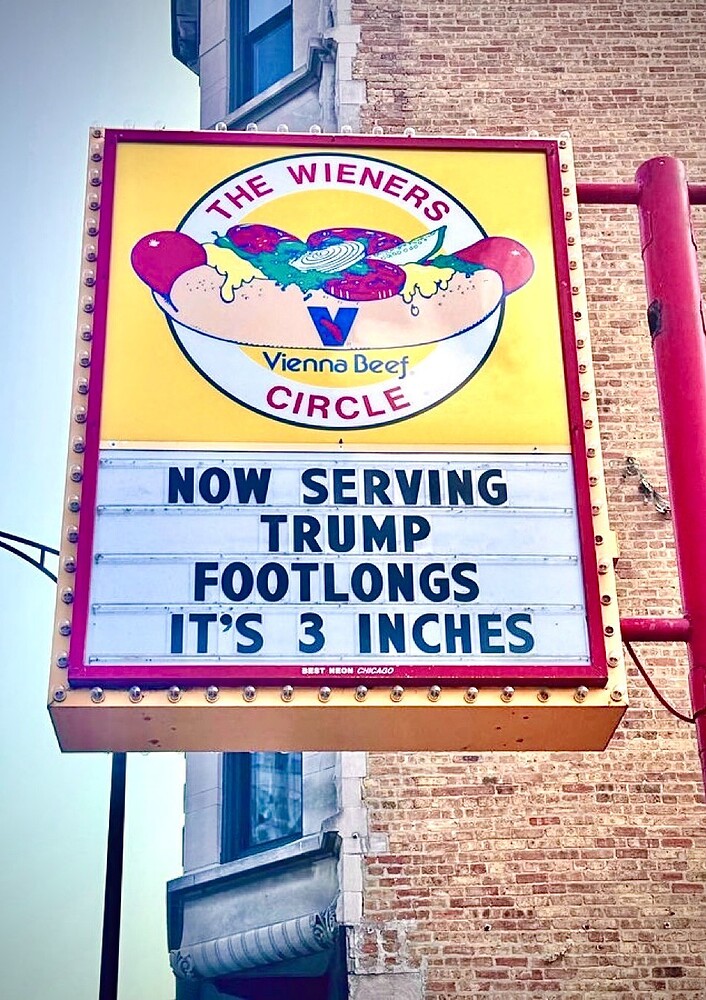 THE WIENERS
V
Vienna Beef
CIRCLE
NOW SERVING
TRUMP
FOOTLONGS
IT'S 3 INCHES
BEST NEON CHICAGO